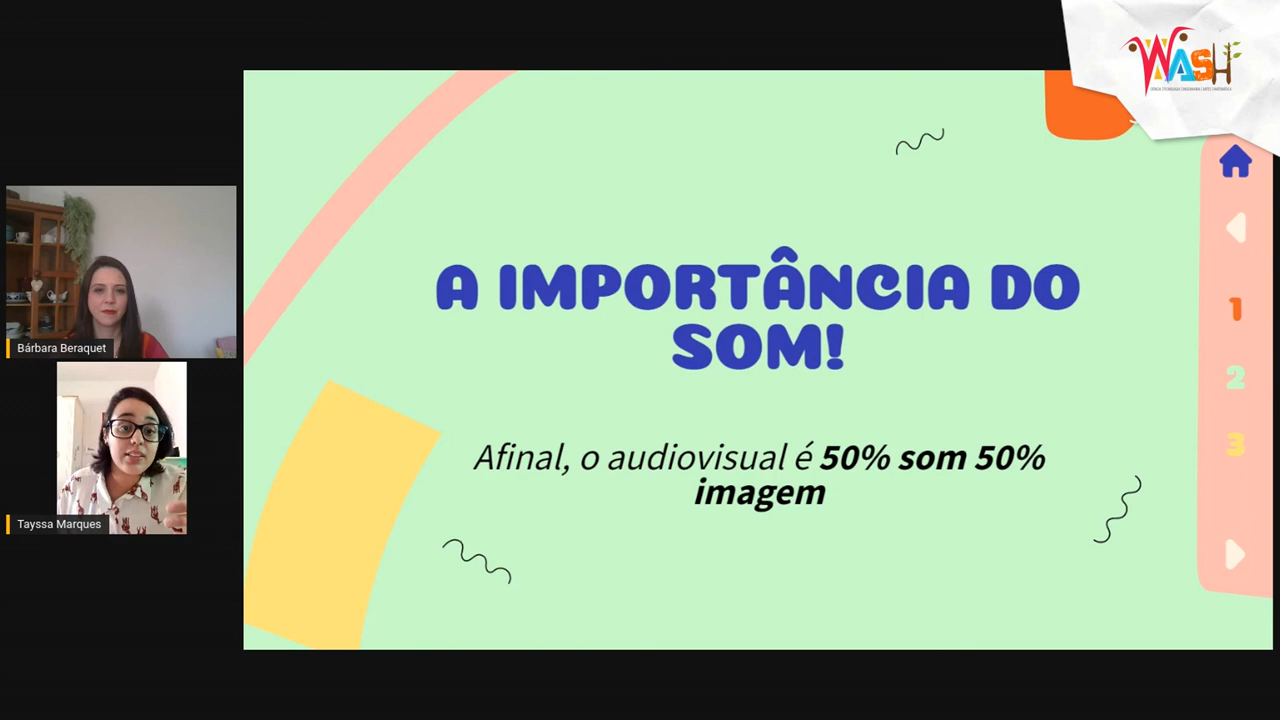 WASH
A IMPORTÂNCIA DO
SOM!
Afinal, o audiovisual é 50% som 50%
imagem
1
2
3
Bárbara Beraquet
Tayssa Marques